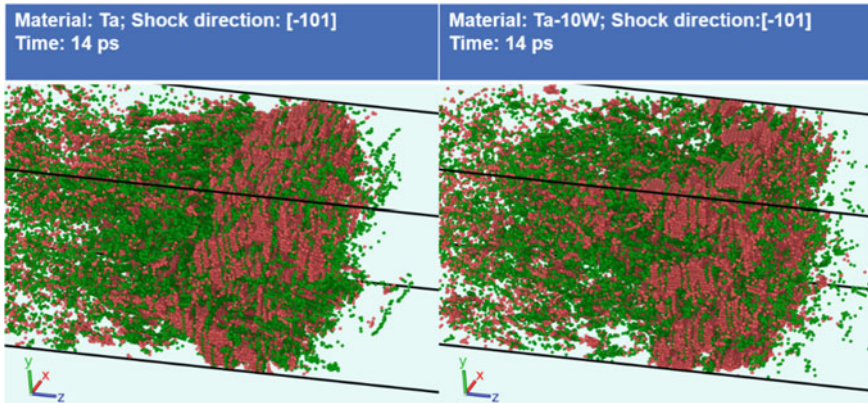 Material: Ta; Shock direction: [-101]
Time: 14 ps
Material: Ta-10W; Shock direction:[-101]
Time: 14 ps
y
x
z
y
x
z